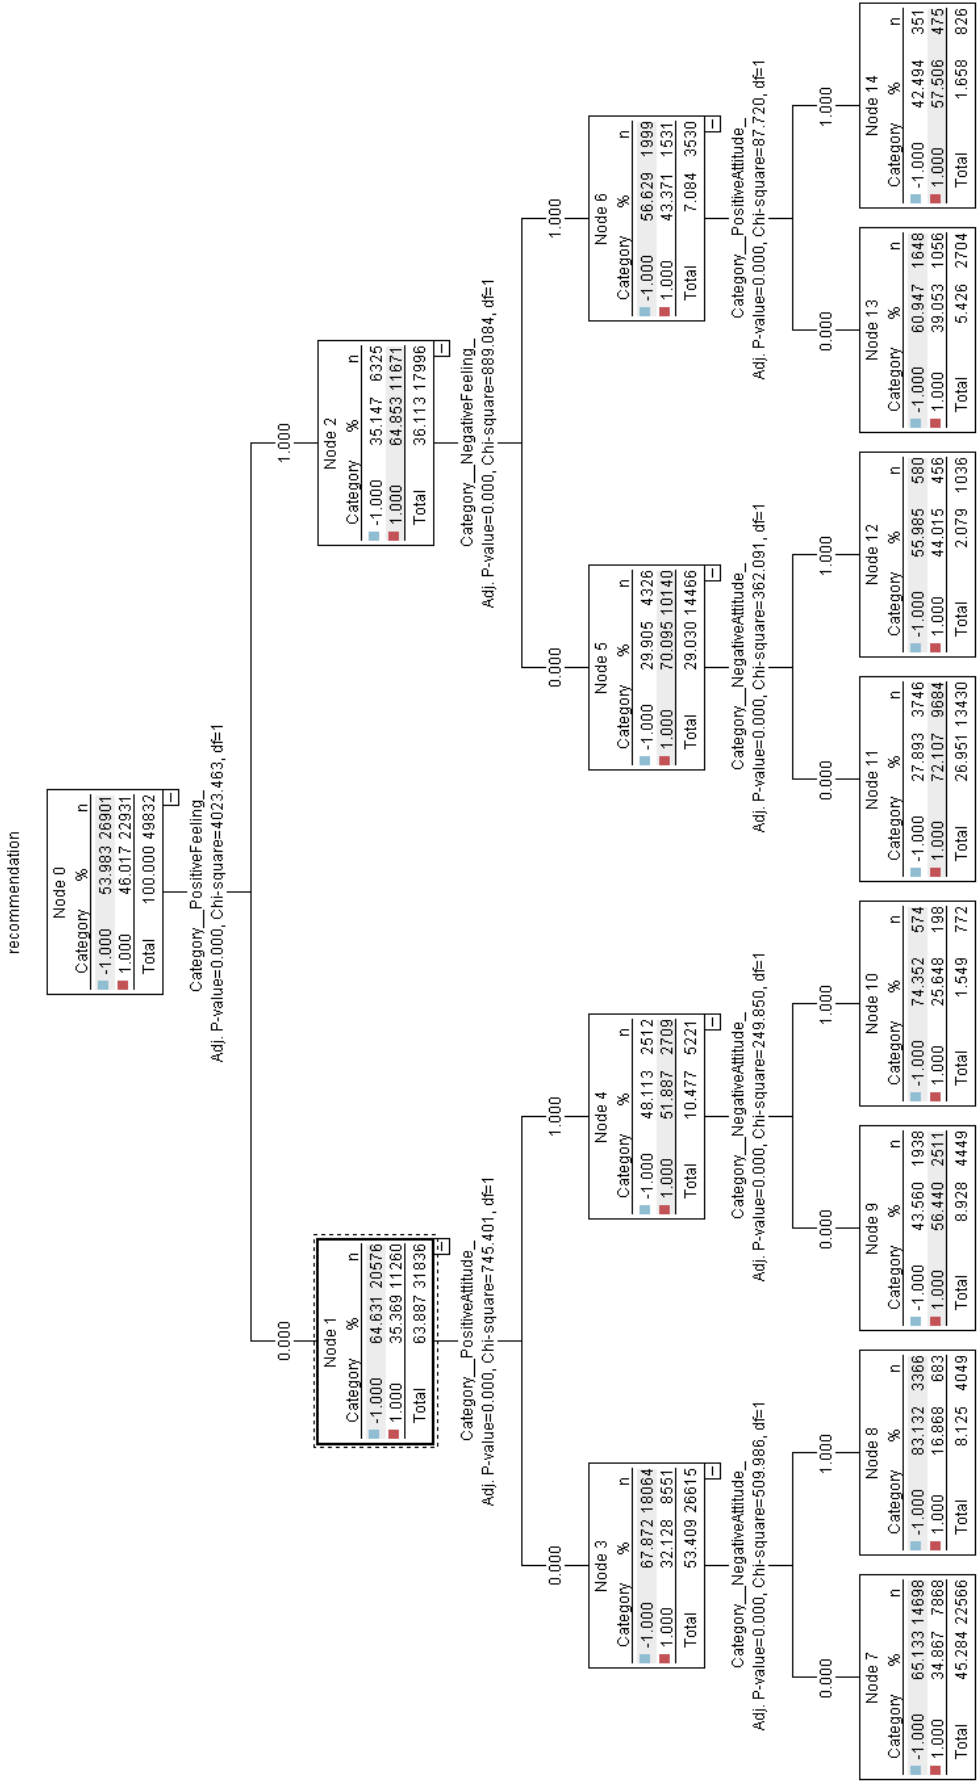 recommendation
Node 0
Category % n
-1.000 53.983 26901
1.000 46.017 22931
Total 100.000 49832
Category__PositiveFeeling_
Adj. P-value=0.000, Chi-square=4023.463, df=1
0.000
1.000
Node 1
Category % n
-1.000 64.631 20576
1.000 35.369 11260
Total 63.887 31836
Category__PositiveAttitude_
Adj. P-value=0.000, Chi-square=745.401, df=1
Node 2
Category % n
-1.000 35.147 6325
1.000 64.853 11671
Total 36.113 17996
Category__NegativeFeeling_
Adj. P-value=0.000, Chi-square=889.084, df=1
0.000
1.000
0.000
1.000
Node 3
Category % n
-1.000 67.872 18064
1.000 32.128 8551
Total 53.409 26615
Category__NegativeAttitude_
Adj. P-value=0.000, Chi-square=509.986, df=1
Node 4
Category % n
-1.000 48.113 2512
1.000 51.887 2709
Total 10.477 5221
Category__NegativeAttitude_
Adj. P-value=0.000, Chi-square=249.850, df=1
Node 5
Category % n
-1.000 29.905 4326
1.000 70.095 10140
Total 29.030 14466
Category__NegativeAttitude_
Adj. P-value=0.000, Chi-square=362.091, df=1
Node 6
Category % n
-1.000 56.629 1999
1.000 43.371 1531
Total 7.084 3530
Category__PositiveAttitude_
Adj. P-value=0.000, Chi-square=87.720, df=1
0.000
1.000
0.000
1.000
0.000
1.000
0.000
1.000
Node 7
Category % n
-1.000 65.133 14698
1.000 34.867 7868
Total 45.284 22566
Node 8
Category % n
-1.000 83.132 3366
1.000 16.868 683
Total 8.125 4049
Node 9
Category % n
-1.000 43.560 1938
1.000 56.440 2511
Total 8.928 4449
Node 10
Category % n
-1.000 74.352 574
1.000 25.648 198
Total 1.549 772
Node 11
Category % n
-1.000 27.893 3746
1.000 72.107 9684
Total 26.951 13430
Node 12
Category % n
-1.000 55.985 580
1.000 44.015 456
Total 2.079 1036
Node 13
Category % n
-1.000 60.947 1648
1.000 39.053 1056
Total 5.426 2704
Node 14
Category % n
-1.000 42.494 351
1.000 57.506 475
Total 1.658 826